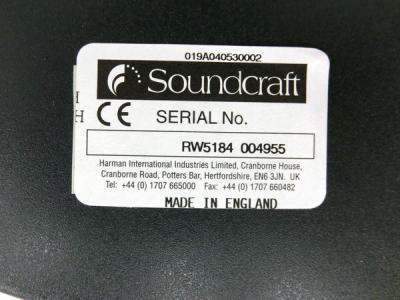 019A040530002
Soundcraft
H
H
CE SERIAL No.
RW5184 004955
Harman International Industries Limited, Cranborne House,
Cranborne Road, Potters Bar, Hertfordshire, EN6 3JN. UK
Tel: +44 (0) 1707 665000 Fax: +44 (0) 1707 660482
MADE IN ENGLAND